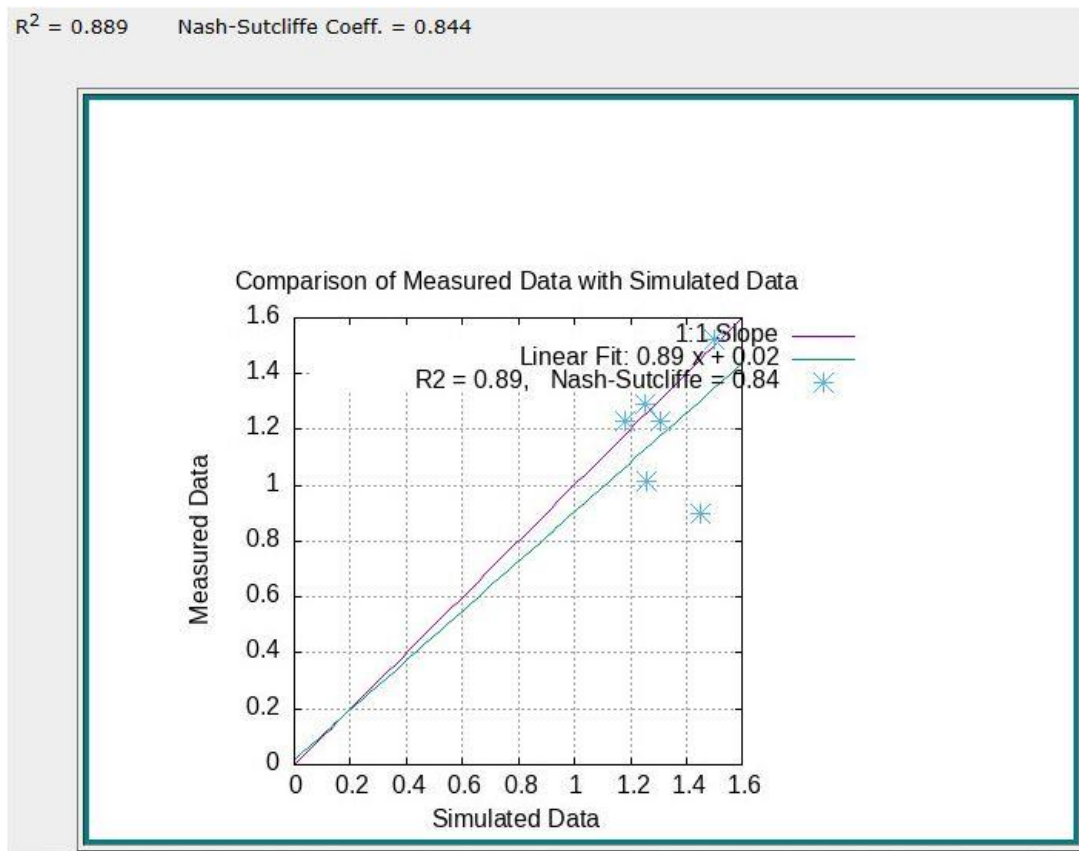 R² = 0.889 Nash-Sutcliffe Coeff. = 0.844
Comparison of Measured Data with Simulated Data
1:1 Slope
Linear Fit: 0.89 x + 0.02
R2 = 0.89, Nash-Sutcliffe = 0.84
1.6
1.4
1.2
1
0.8
0.6
0.4
0.2
0
Measured Data
0 0.2 0.4 0.6 0.8 1 1.2 1.4 1.6
Simulated Data